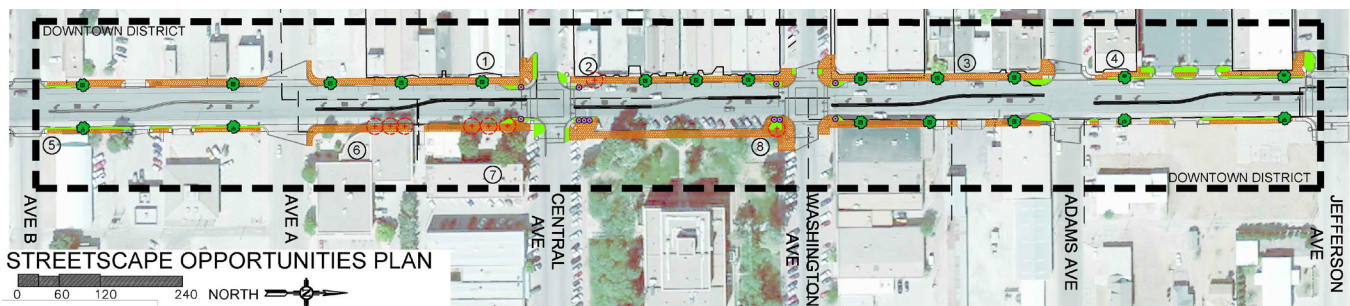 DOWNTOWN DISTRICT
1
2
3
4
5
6
7
8
DOWNTOWN DISTRICT
AVE B
AVE A
CENTRAL
AVE
WASHINGTON
AVE
ADAMS AVE
JEFFERSON
AVE
STREETSCAPE OPPORTUNITIES PLAN
0 60 120 240 NORTH